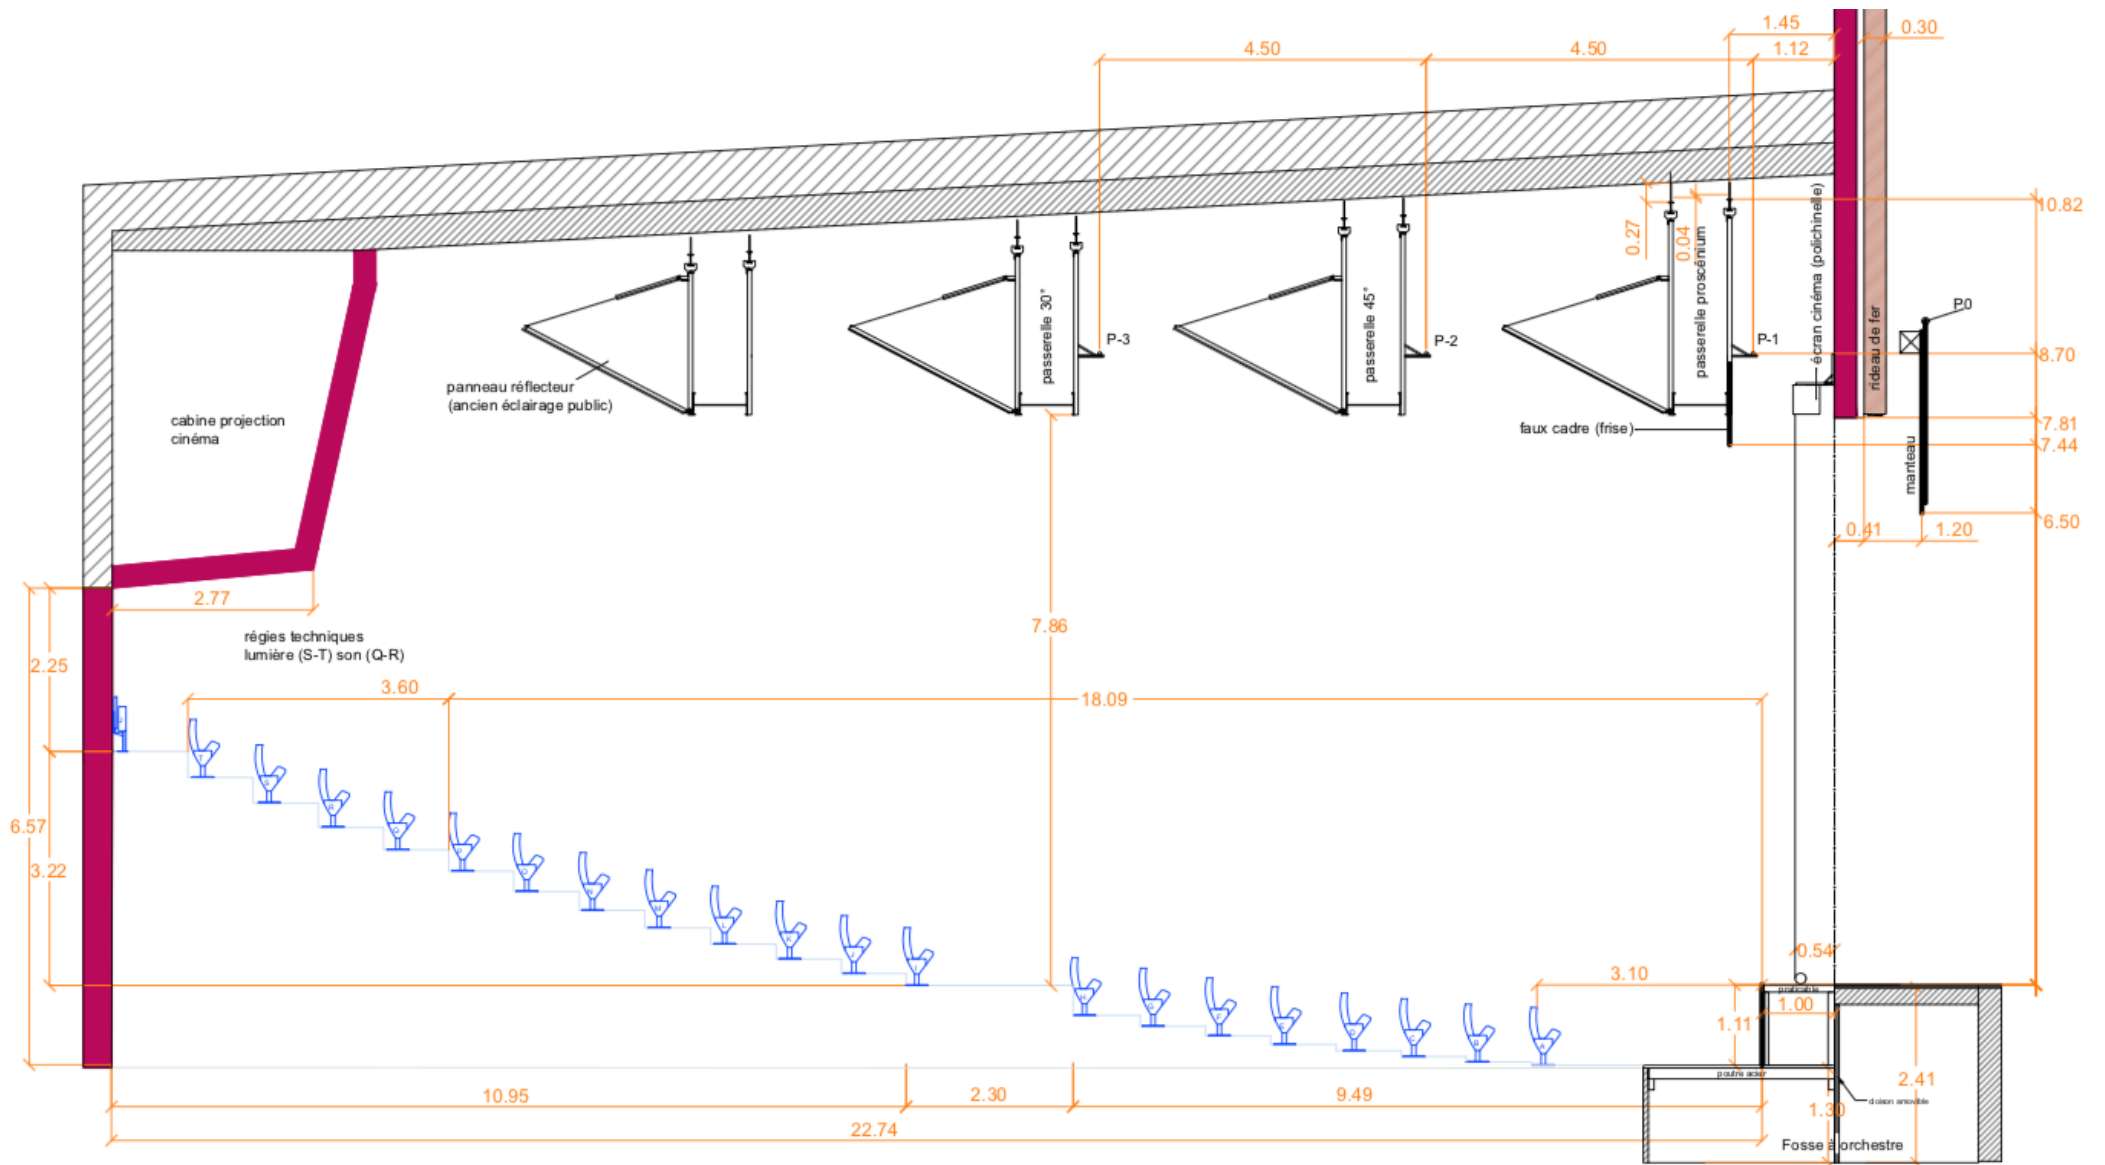 1.45
0.30
4.50
4.50
1.12
10.82
0.27
0.04
passerelle proscénium
écran cinéma (polichinelle)
P0
passerelle 30°
P-3
passerelle 45°
P-2
P-1
8.70
rideau de fer
panneau réflecteur
(ancien éclairage public)
cabine projection
cinéma
faux cadre (frise)
7.81
7.44
manteau
6.50
0.41
1.20
2.77
7.86
régies techniques
lumière (S-T) son (Q-R)
2.25
3.60
18.09
T
S
R
Q
P
O
N
M
L
K
J
I
6.57
3.22
0.54
3.10
H
G
F
E
D
C
B
A
praticable
1.00
1.11
poutre acier
2.41
1.30
cloison amovible
10.95
2.30
9.49
22.74
Fosse à orchestre